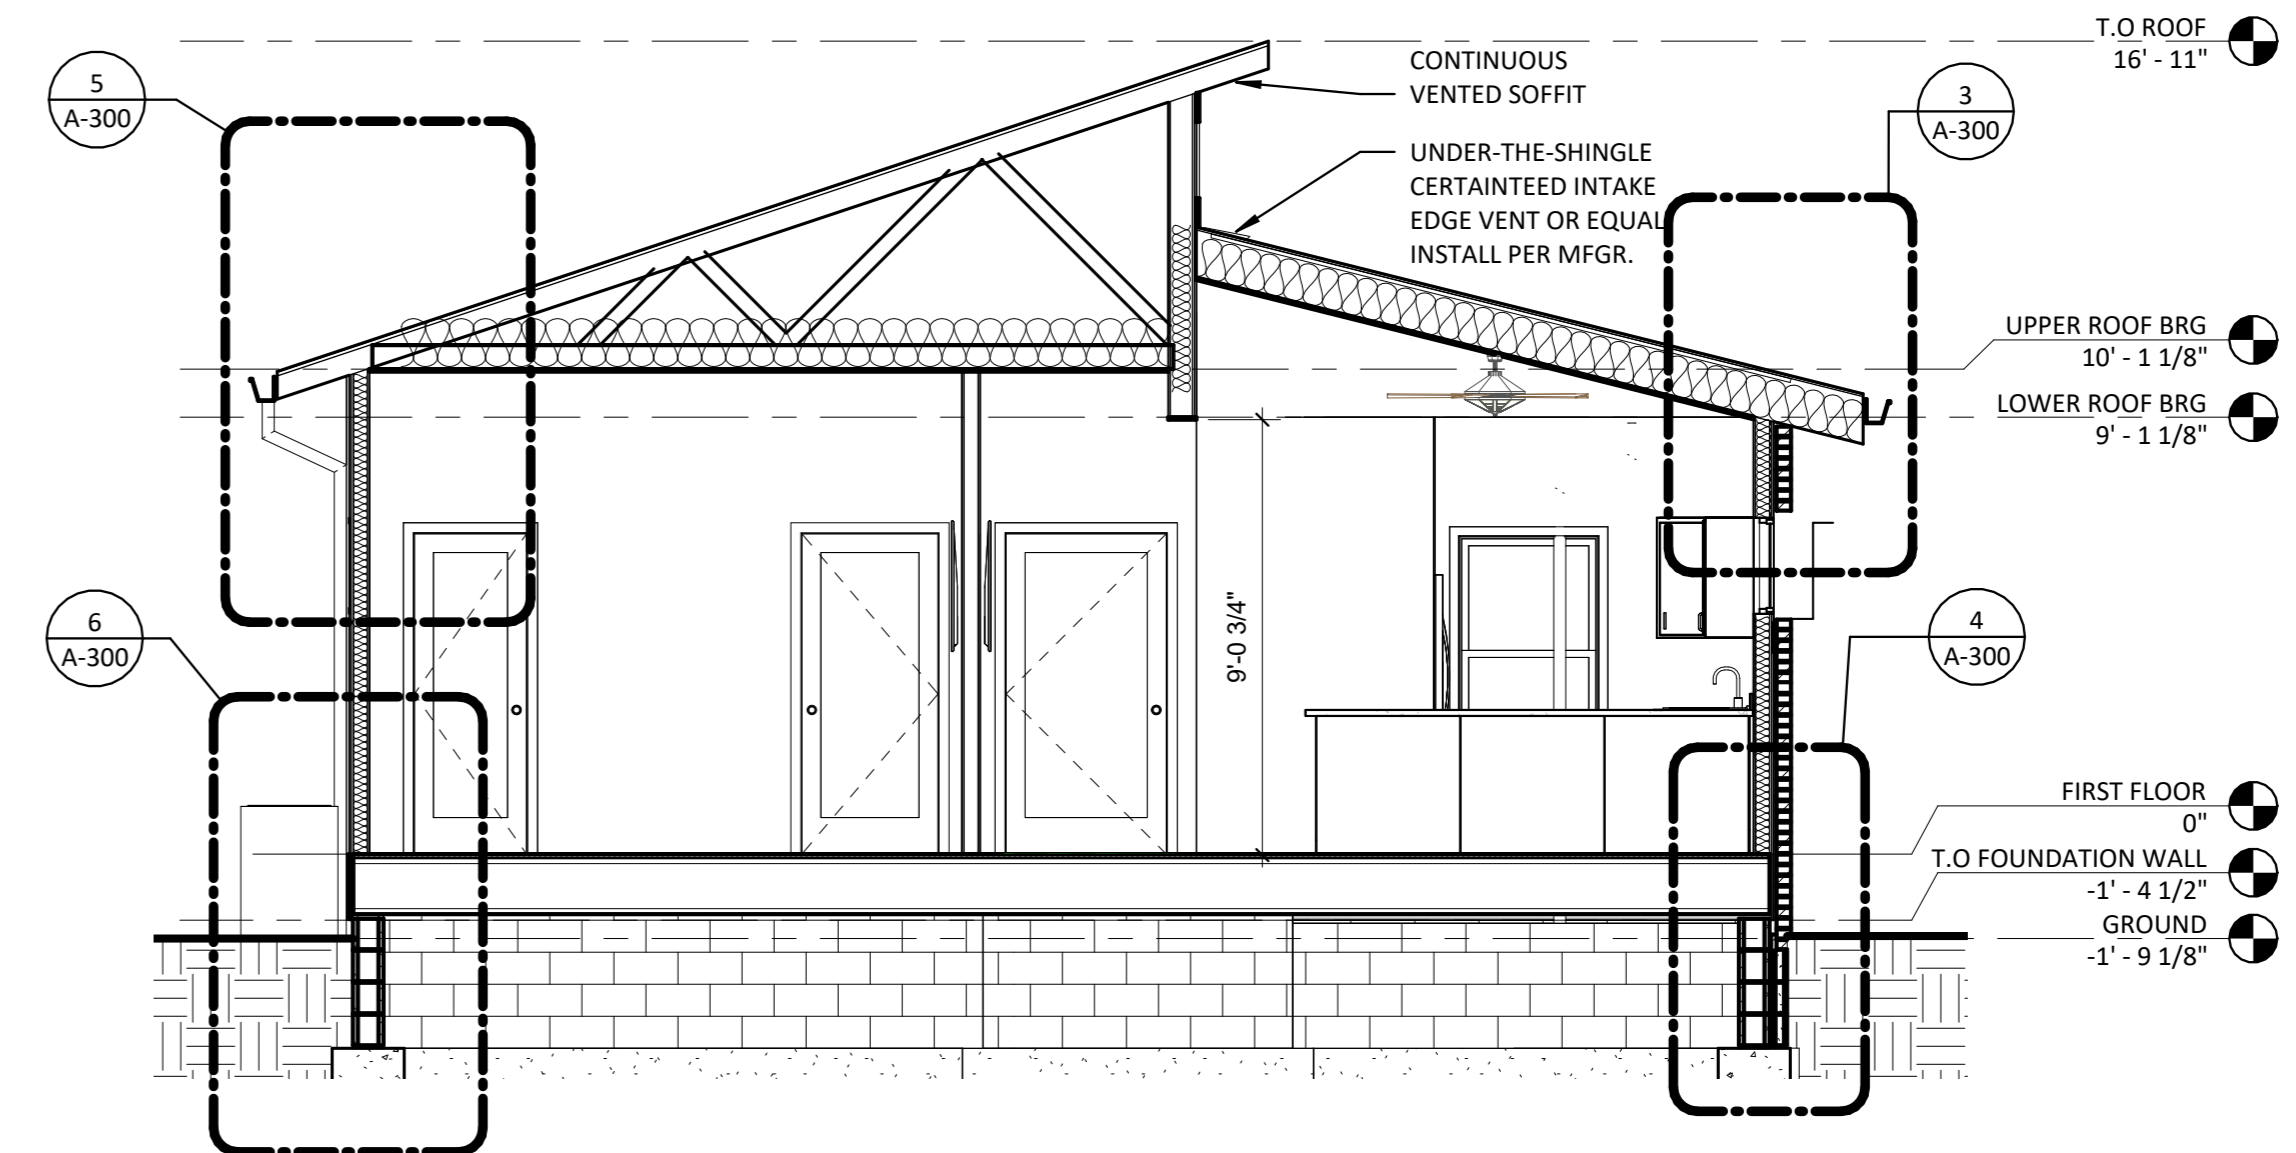 T.O ROOF
16' - 11"
CONTINUOUS
VENTED SOFFIT
5
A-300
3
A-300
UNDER-THE-SHINGLE
CERTAINTEED INTAKE
EDGE VENT OR EQUAL
INSTALL PER MFGR.
UPPER ROOF BRG
10' - 1 1/8"
LOWER ROOF BRG
9' - 1 1/8"
9'-0 3/4"
6
A-300
4
A-300
FIRST FLOOR
0"
T.O FOUNDATION WALL
-1' - 4 1/2"
GROUND
-1' - 9 1/8"